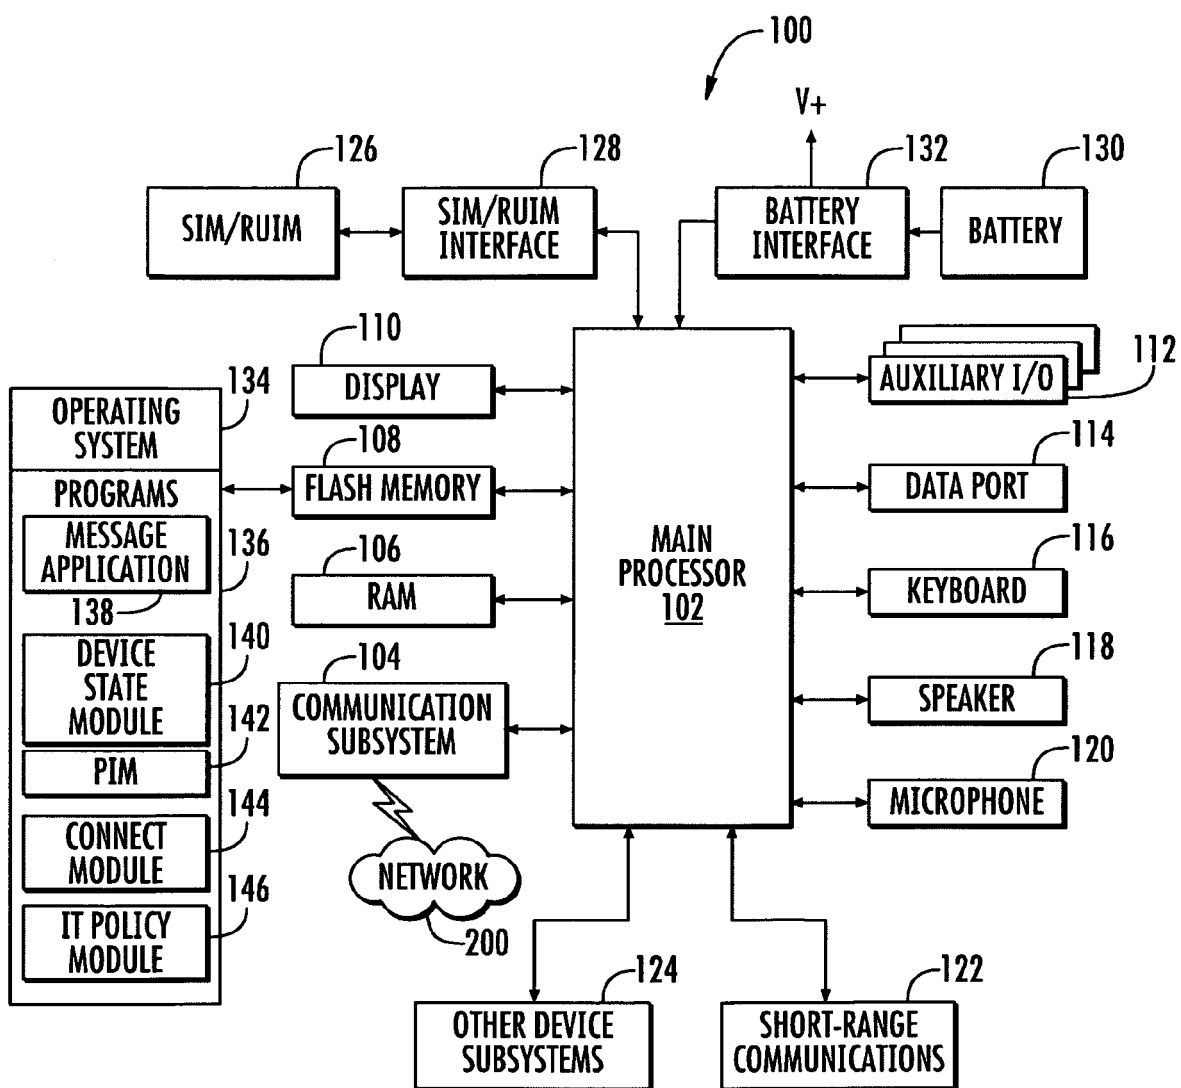 100
V+
126
128
132
130
SIM/RUIM
SIM/RUIM
INTERFACE
BATTERY
INTERFACE
BATTERY
110
DISPLAY
AUXILIARY I/O
112
134
OPERATING
SYSTEM
108
FLASH MEMORY
114
DATA PORT
PROGRAMS
MESSAGE
APPLICATION
136
138
106
RAM
MAIN
PROCESSOR
102
116
KEYBOARD
140
DEVICE
STATE
MODULE
104
COMMUNICATION
SUBSYSTEM
118
SPEAKER
142
PIM
120
MICROPHONE
144
CONNECT
MODULE
NETWORK
200
146
IT POLICY
MODULE
124
OTHER DEVICE
SUBSYSTEMS
122
SHORT-RANGE
COMMUNICATIONS